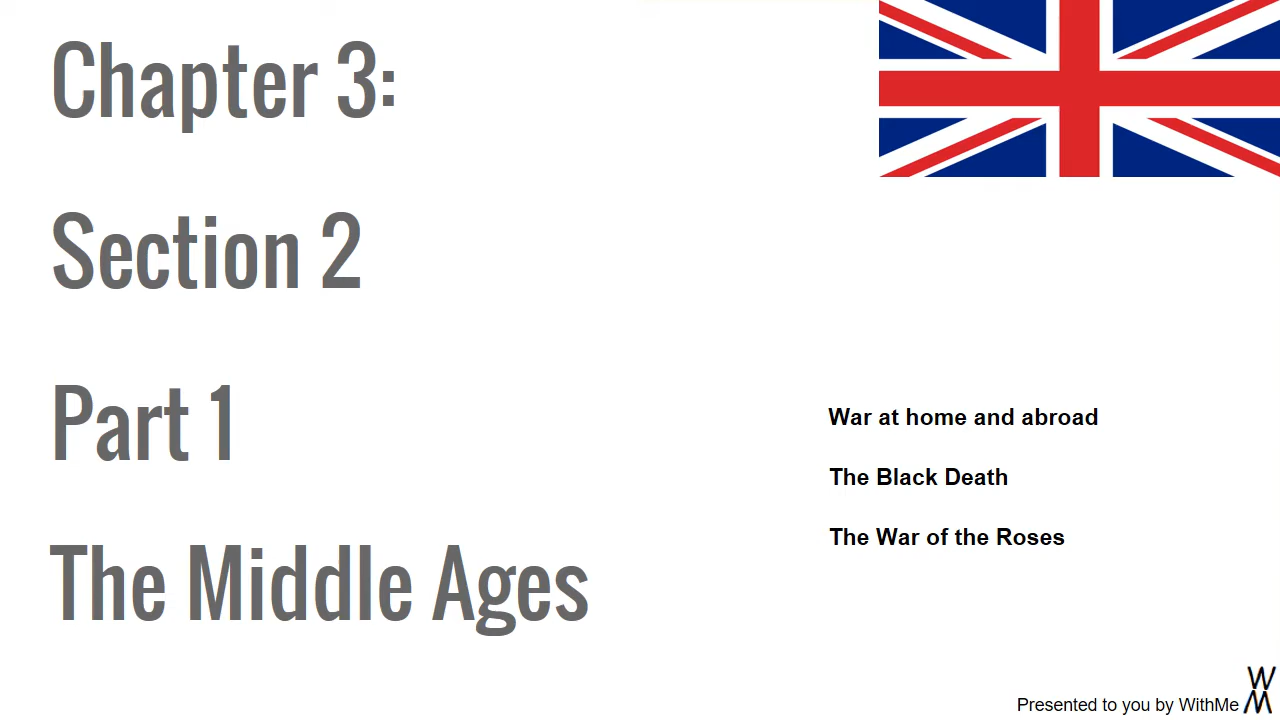 Chapter 3:
Section 2
Part 1
The Middle Ages
War at home and abroad
The Black Death
The War of the Roses
Presented to you by WithMe
W
M